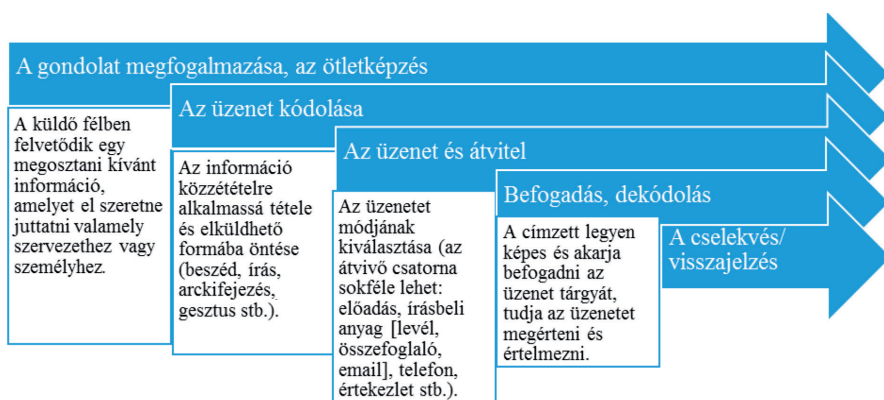 A gondolat megfogalmazása, az ötletképzés
A küldő félben
felvetődik egy
megosztani kívánt
információ,
amelyet el szeretne
juttatni valamely
szervezethez vagy
személyhez.
Az üzenet kódolása
Az információ
közzétételre
alkalmassá tétele
és elküldhető
formába öntése
(beszéd, írás,
arckifejezés,
gesztus stb.).
Az üzenet és átvitel
Az üzenetet
módjának
kiválasztása (az
átvivő csatorna
sokféle lehet:
előadás, írásbeli
anyag [levél,
összefoglaló,
email], telefon,
értekezlet stb.).
Befogadás, dekódolás
A címzett legyen
képes és akarja
befogadni az
üzenet tárgyát,
tudja az üzenetet
megérteni és
értelmezni.
A cselekvés/
visszajelzés